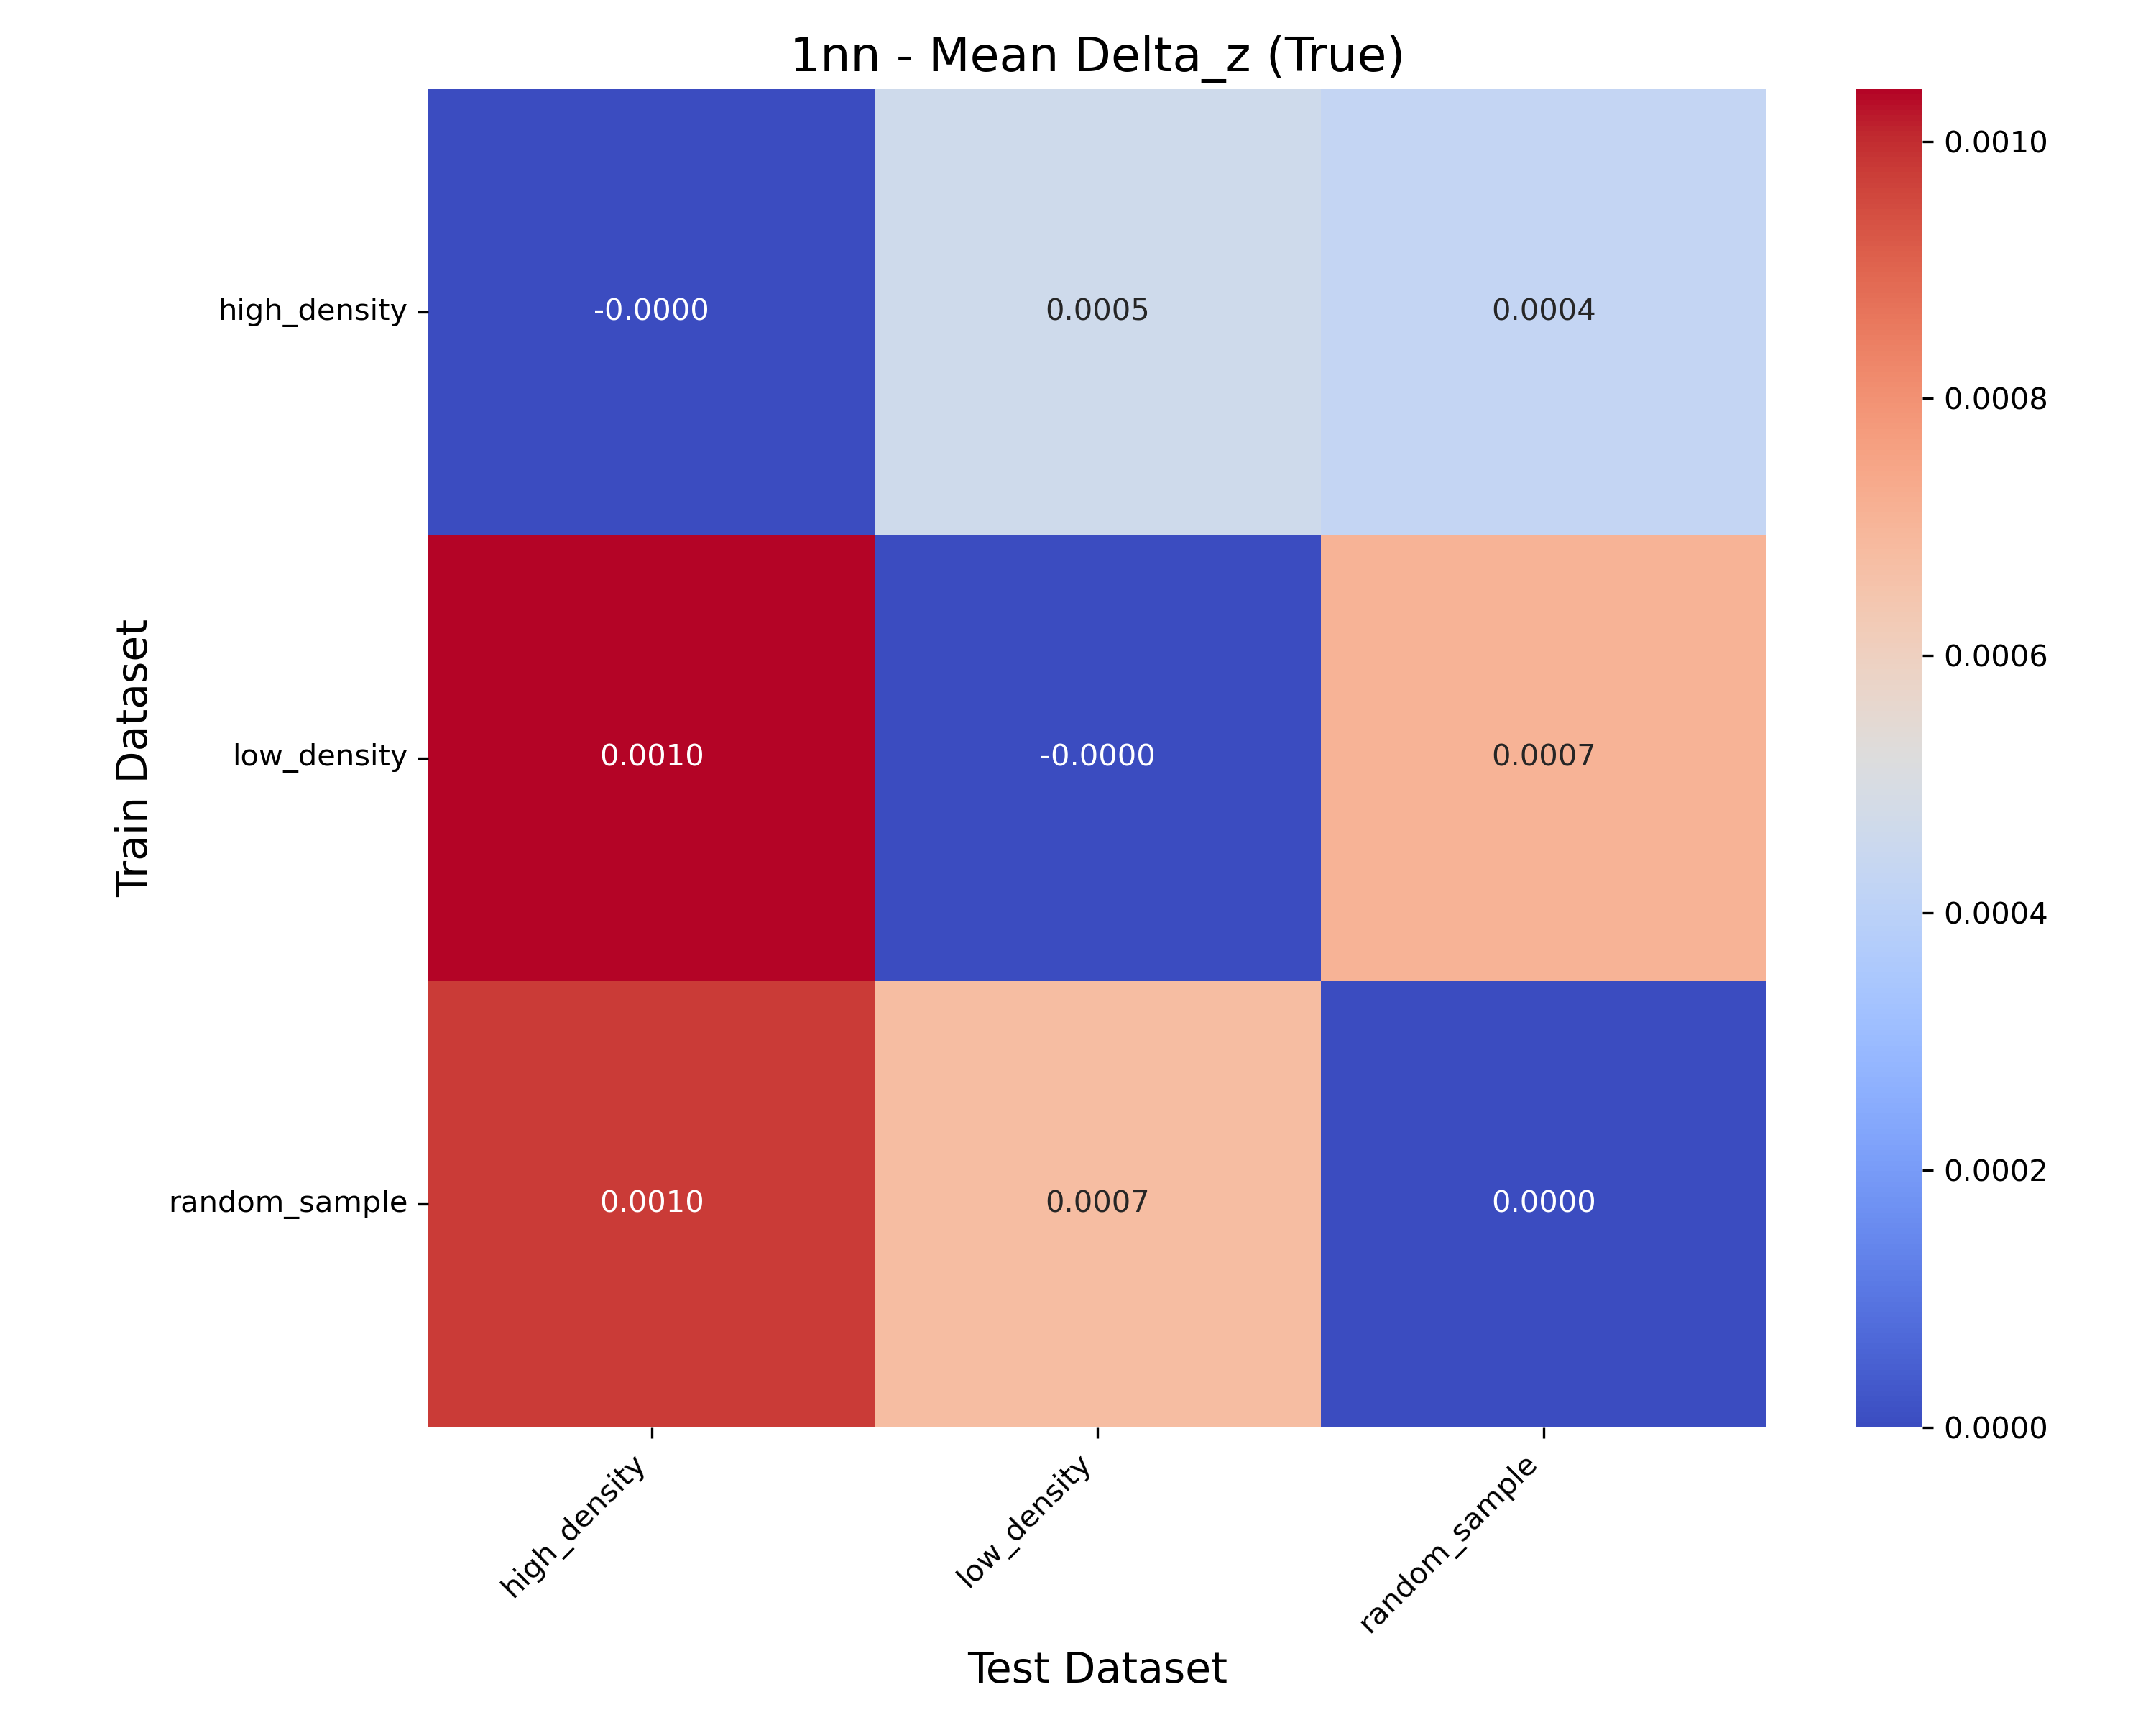 1nn - Mean Delta_z (True)
Train Dataset
high_density
-0.0000 0.0005 0.0004
low_density
0.0010 -0.0000 0.0007
random_sample
0.0010 0.0007 0.0000
high_density
low_density
random_sample
Test Dataset
0.0010
0.0008
0.0006
0.0004
0.0002
0.0000